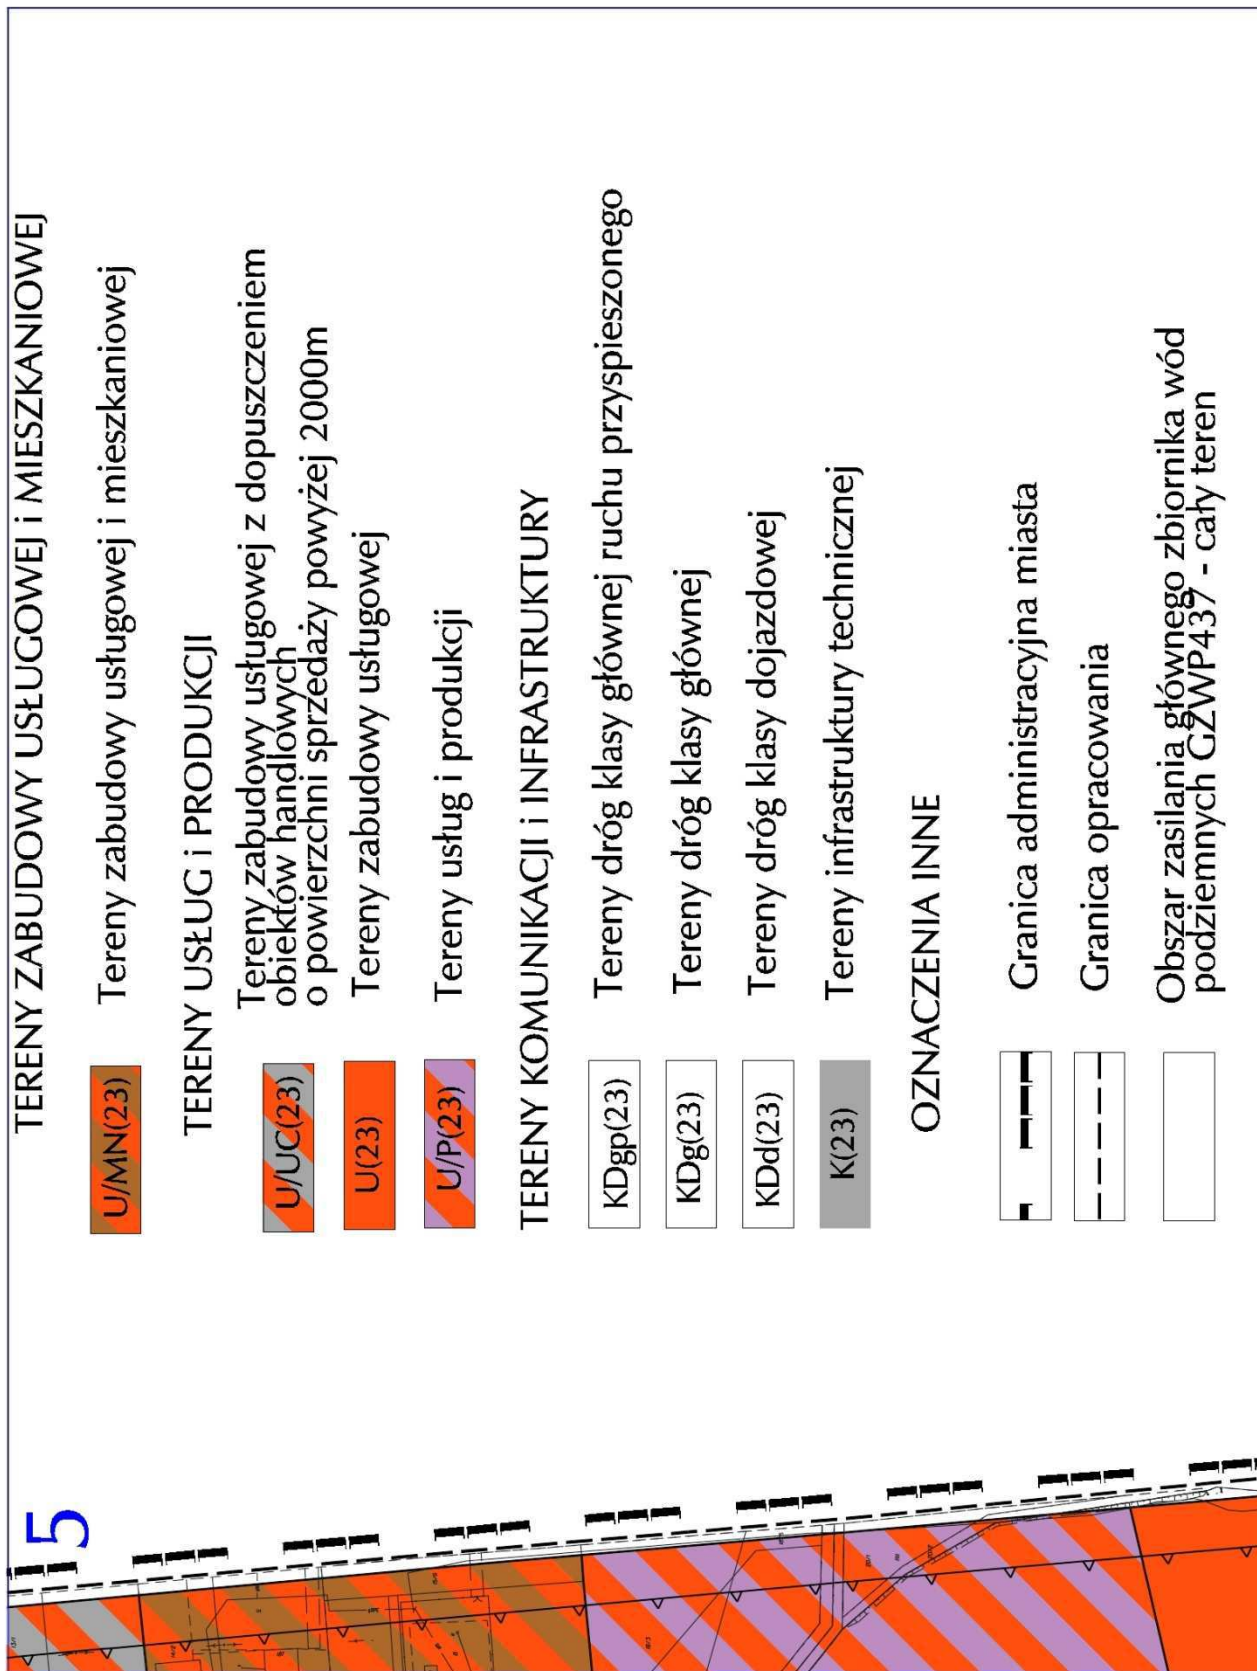 TERENY ZABUDOWY USŁUGOWEJ i MIESZKANIOWEJ
U/MN(23)
Tereny zabudowy usługowej i mieszkaniowej
TERENY USŁUG i PRODUKCJI
U/UC(23)
Tereny zabudowy usługowej z dopuszczeniem
obiektów handlowych
o powierzchni sprzedaży powyżej 2000m
U(23)
Tereny zabudowy usługowej
U/P(23)
Tereny usług i produkcji
TERENY KOMUNIKACJI i INFRASTRUKTURY
KDgp(23)
Tereny dróg klasy głównej ruchu przyspieszonego
KDg(23)
Tereny dróg klasy głównej
KDd(23)
Tereny dróg klasy dojazdowej
K(23)
Tereny infrastruktury technicznej
OZNACZENIA INNE
Granica administracyjna miasta
Granica opracowania
Obszar zasilania głównego zbiornika wód
podziemnych GZWP437 - cały teren
5